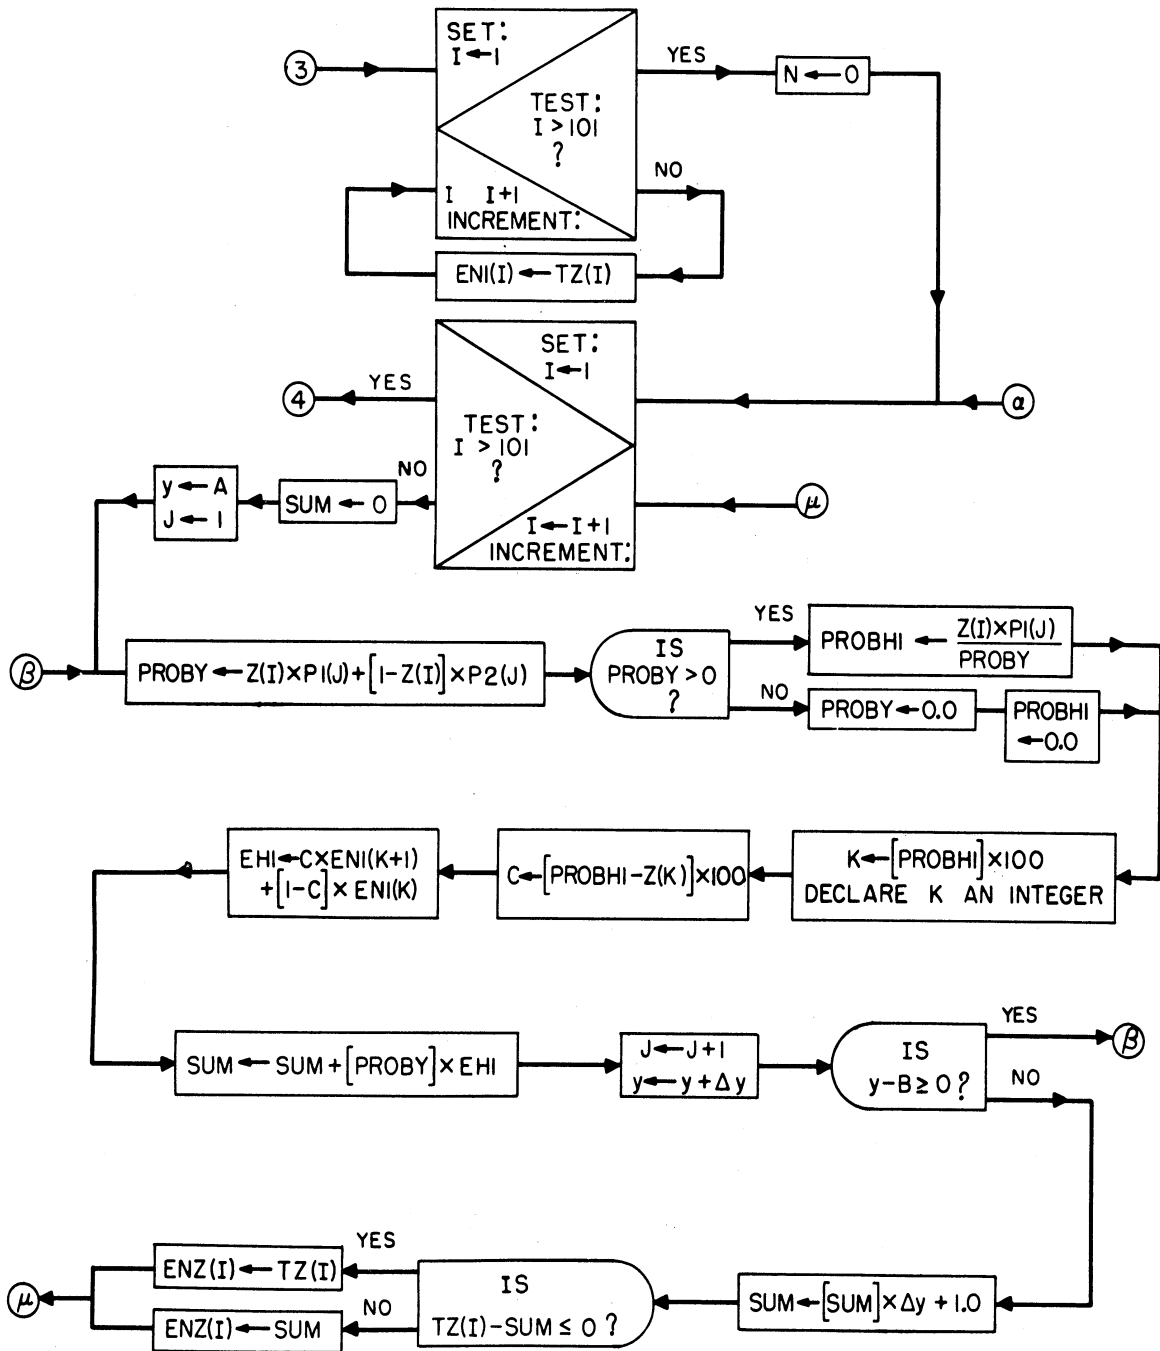 SET:
I←1
3
YES
N ← 0
TEST:
I > 101
?
NO
I I+1
INCREMENT:
ENI(I) ← TZ(I)
SET:
I←1
4
YES
α
TEST:
I > 101
?
NO
y ← A
J ← 1
SUM ← 0
μ
I ← I+1
INCREMENT:
β
PROBY ← Z(I)×P1(J)+[1-Z(I)]×P2(J)
IS
PROBY > 0
?
YES
PROBHI ← Z(I)×P1(J)
PROBY
NO
PROBY ← 0.0
PROBHI
← 0.0
EHI←C×ENI(K+1)
+[1-C]×ENI(K)
C←[PROBHI-Z(K)]×100
K←[PROBHI]×100
DECLARE K AN INTEGER
SUM ← SUM+[PROBY]×EHI
J←J+1
y←y+Δy
IS
y-B≥0?
YES
β
NO
μ
ENZ(I) ← TZ(I)
YES
ENZ(I) ← SUM
NO
IS
TZ(I)-SUM ≤ 0 ?
SUM←[SUM]×Δy+1.0